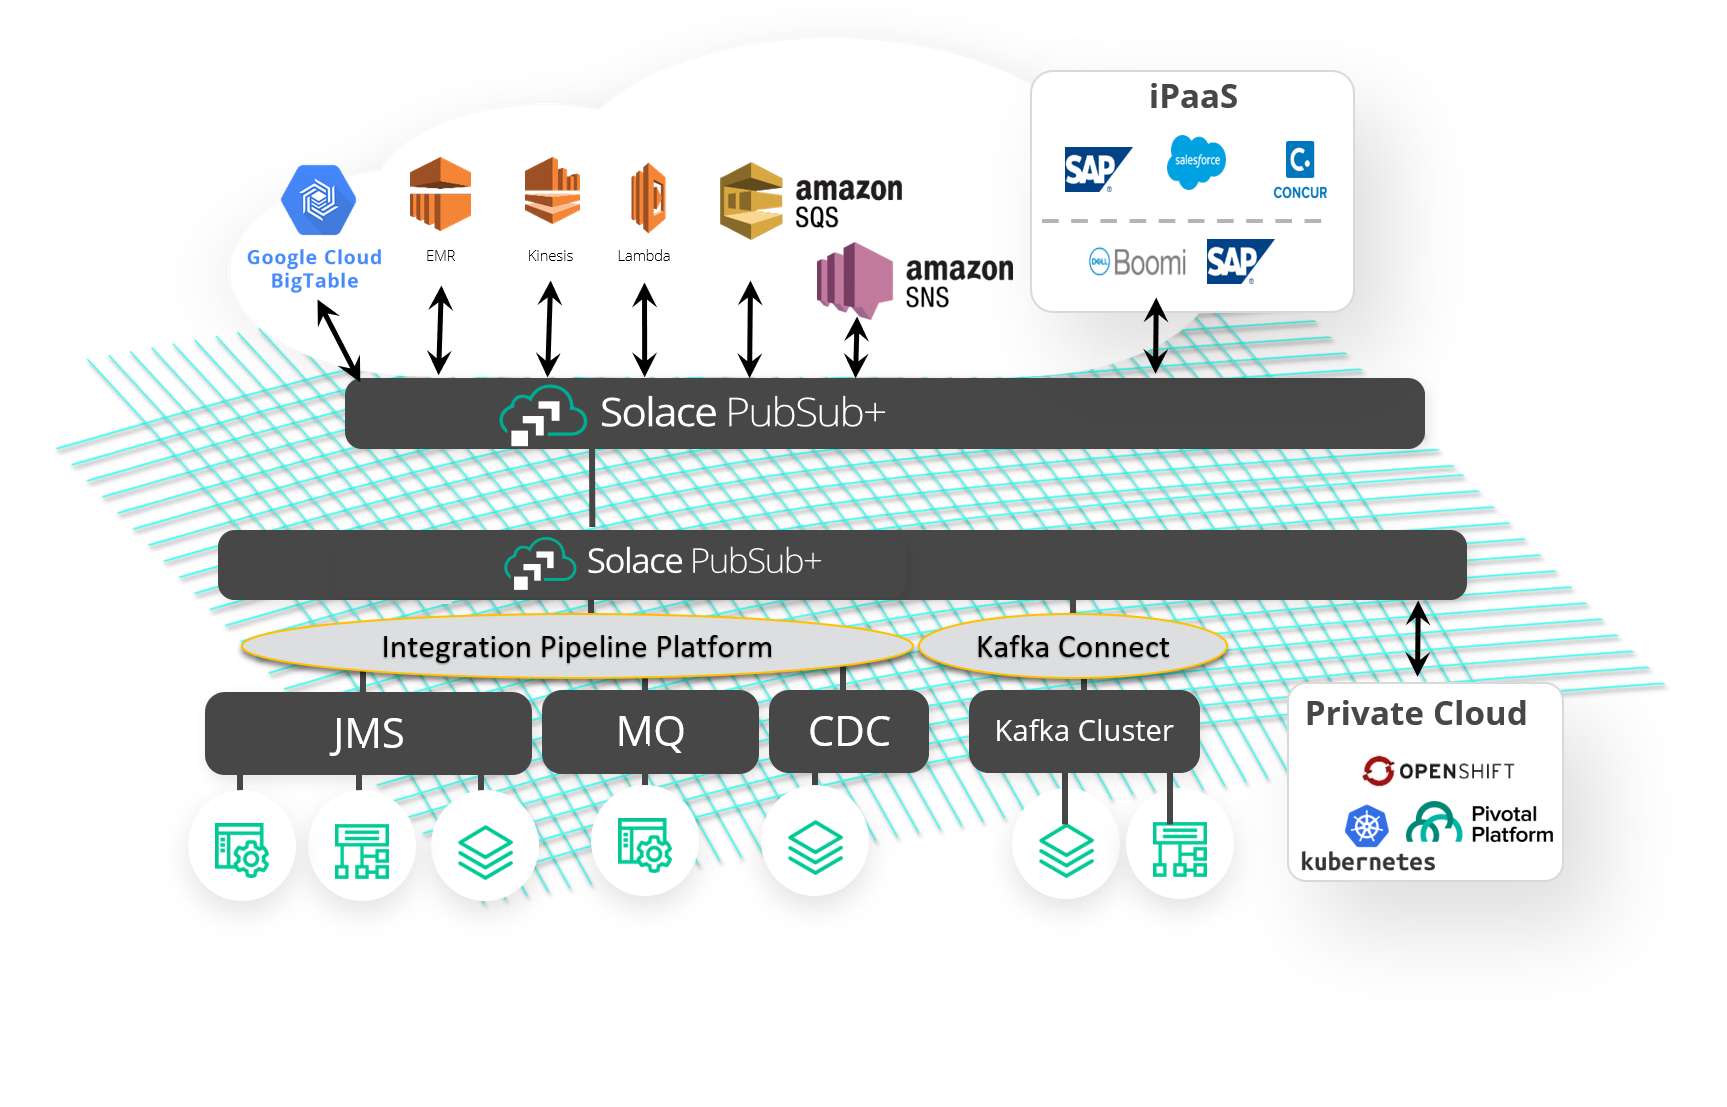 iPaaS
SAP
®
salesforce
C.
CONCUR
DELL
Boomi
SAP
®
Google Cloud
BigTable
EMR
Kinesis
Lambda
amazon
SQS
amazon
SNS
Solace PubSub+
Solace PubSub+
Integration Pipeline Platform
Kafka Connect
JMS
MQ
CDC
Kafka Cluster
Private Cloud
OPENSHIFT
kubernetes
Pivotal
Platform